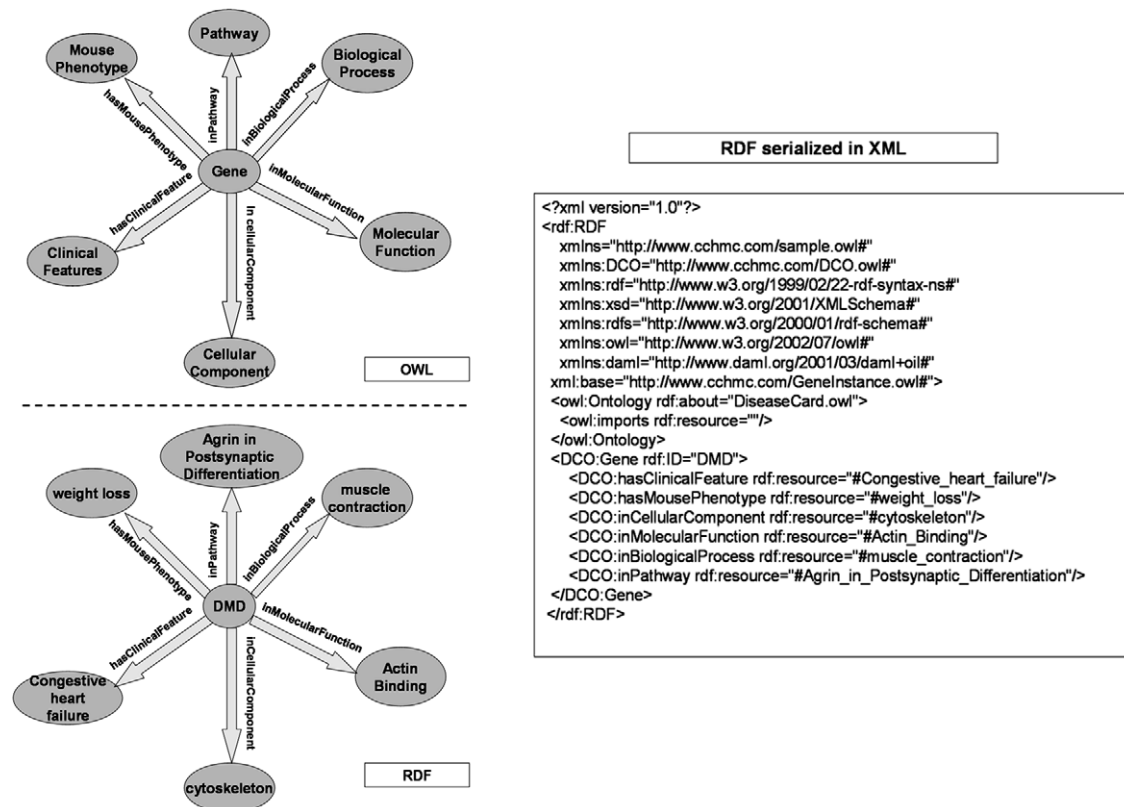 Pathway
Mouse
Phenotype
Biological
Process
hasMousePhenotype
inPathway
inBiologicalProcess
Gene
inMolecularFunction
hasClinicalFeature
In cellularComponent
Clinical
Features
Molecular
Function
Cellular
Component
OWL
Agrin in
Postsynaptic
Differentiation
weight loss
muscle
contraction
hasMousePhenotype
inPathway
inBiologicalProcess
DMD
inMolecularFunction
hasClinicalFeature
inCellularComponent
Congestive
heart
failure
Actin
Binding
cytoskeleton
RDF
RDF serialized in XML
<?xml version="1.0"?>
<rdf:RDF
xmlns="http://www.cchmc.com/sample.owl#"
xmlns:DCO="http://www.cchmc.com/DCO.owl#"
xmlns:rdf="http://www.w3.org/1999/02/22-rdf-syntax-ns#"
xmlns:xsd="http://www.w3.org/2001/XMLSchema#"
xmlns:rdfs="http://www.w3.org/2000/01/rdf-schema#"
xmlns:owl="http://www.w3.org/2002/07/owl#"
xmlns:daml="http://www.daml.org/2001/03/daml+oil#"
xml:base="http://www.cchmc.com/GeneInstance.owl#">
<owl:Ontology rdf:about="DiseaseCard.owl">
<owl:imports rdf:resource=""/>
</owl:Ontology>
<DCO:Gene rdf:ID="DMD">
<DCO:hasClinicalFeature rdf:resource="#Congestive_heart_failure"/>
<DCO:hasMousePhenotype rdf:resource="#weight_loss"/>
<DCO:inCellularComponent rdf:resource="#cytoskeleton"/>
<DCO:inMolecularFunction rdf:resource="#Actin_Binding"/>
<DCO:inBiologicalProcess rdf:resource="#muscle_contraction"/>
<DCO:inPathway rdf:resource="#Agrin_in_Postsynaptic_Differentiation"/>
</DCO:Gene>
</rdf:RDF>